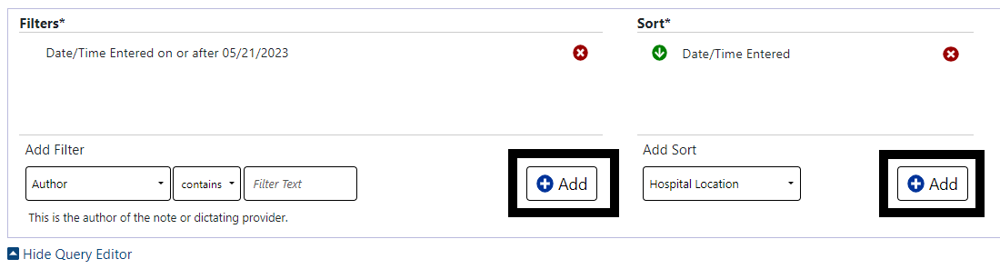 Filters*
Date/Time Entered on or after 05/21/2023
Add Filter
Author contains Filter Text Add
This is the author of the note or dictating provider.
Sort*
Date/Time Entered
Add Sort
Hospital Location Add
Hide Query Editor